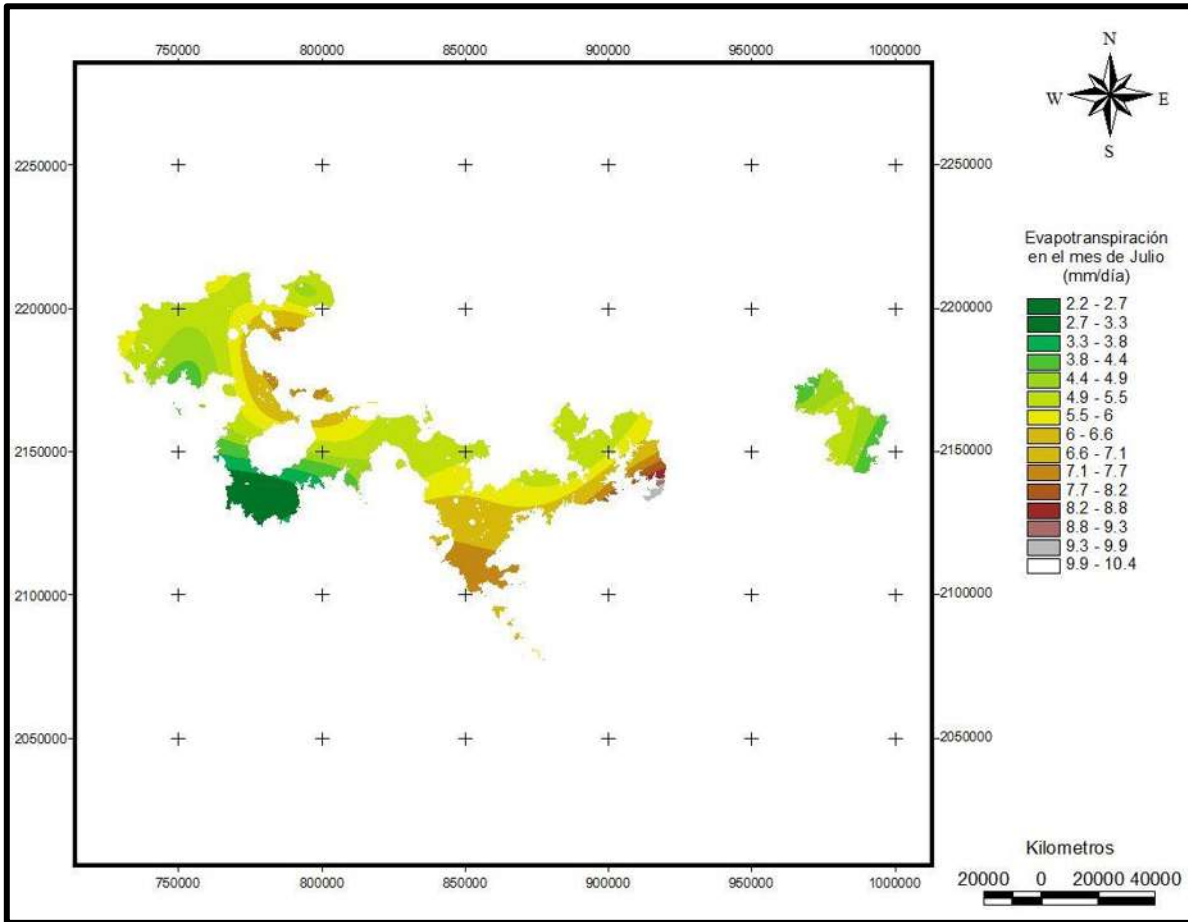 N
W E
S
750000 800000 850000 900000 950000 1000000
2250000 2250000
2200000 2200000
2150000 2150000
2100000 2100000
2050000 2050000
750000 800000 850000 900000 950000 1000000
Evapotranspiración
en el mes de Julio
(mm/día)
2.2 - 2.7
2.7 - 3.3
3.3 - 3.8
3.8 - 4.4
4.4 - 4.9
4.9 - 5.5
5.5 - 6
6 - 6.6
6.6 - 7.1
7.1 - 7.7
7.7 - 8.2
8.2 - 8.8
8.8 - 9.3
9.3 - 9.9
9.9 - 10.4
Kilometros
20000 0 20000 40000